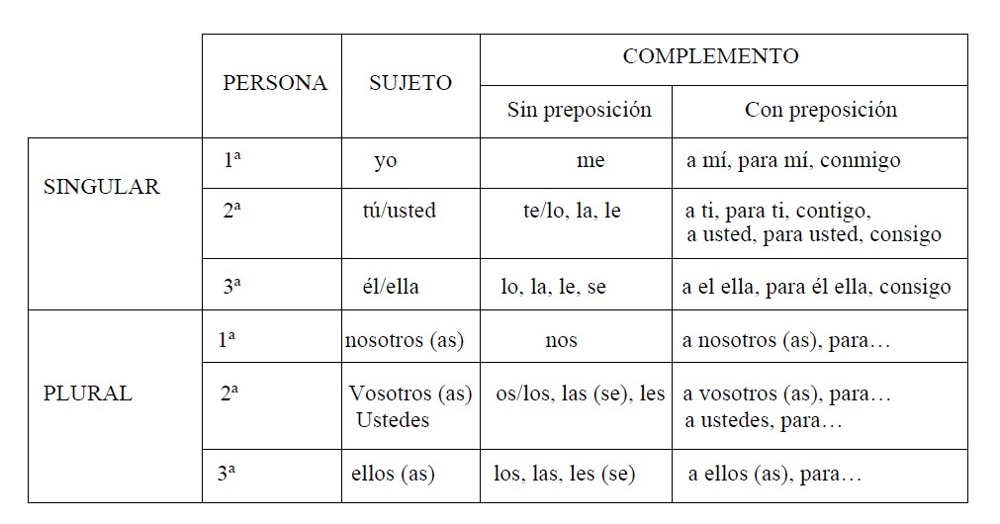 COMPLEMENTO
PERSONA SUJETO
Sin preposición Con preposición
SINGULAR
1ª yo me a mí, para mí, conmigo
2ª tú/usted te/lo, la, le a ti, para ti, contigo,
a usted, para usted, consigo
3ª él/ella lo, la, le, se a el ella, para él ella, consigo
PLURAL
1ª nosotros (as) nos a nosotros (as), para…
2ª Vosotros (as) os/los, las (se), les a vosotros (as), para…
Ustedes a ustedes, para…
3ª ellos (as) los, las, les (se) a ellos (as), para…